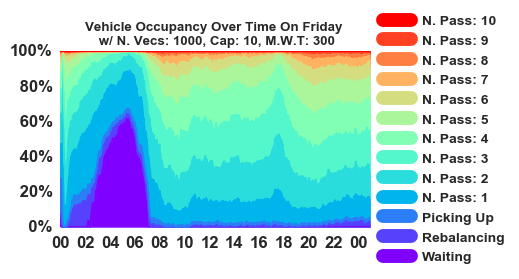 Vehicle Occupancy Over Time On Friday
w/ N. Vecs: 1000, Cap: 10, M.W.T: 300
100%
80%
60%
40%
20%
0%
00 02 04 06 08 10 12 14 16 18 20 22 00
N. Pass: 10
N. Pass: 9
N. Pass: 8
N. Pass: 7
N. Pass: 6
N. Pass: 5
N. Pass: 4
N. Pass: 3
N. Pass: 2
N. Pass: 1
Picking Up
Rebalancing
Waiting